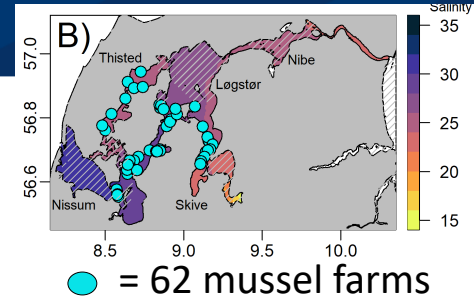 Salinity
B)
Thisted
Løgstør
Nibe
Nissum
Skive
57.0
56.8
56.6
8.5 9.0 9.5 10.0
35
30
25
20
15
= 62 mussel farms